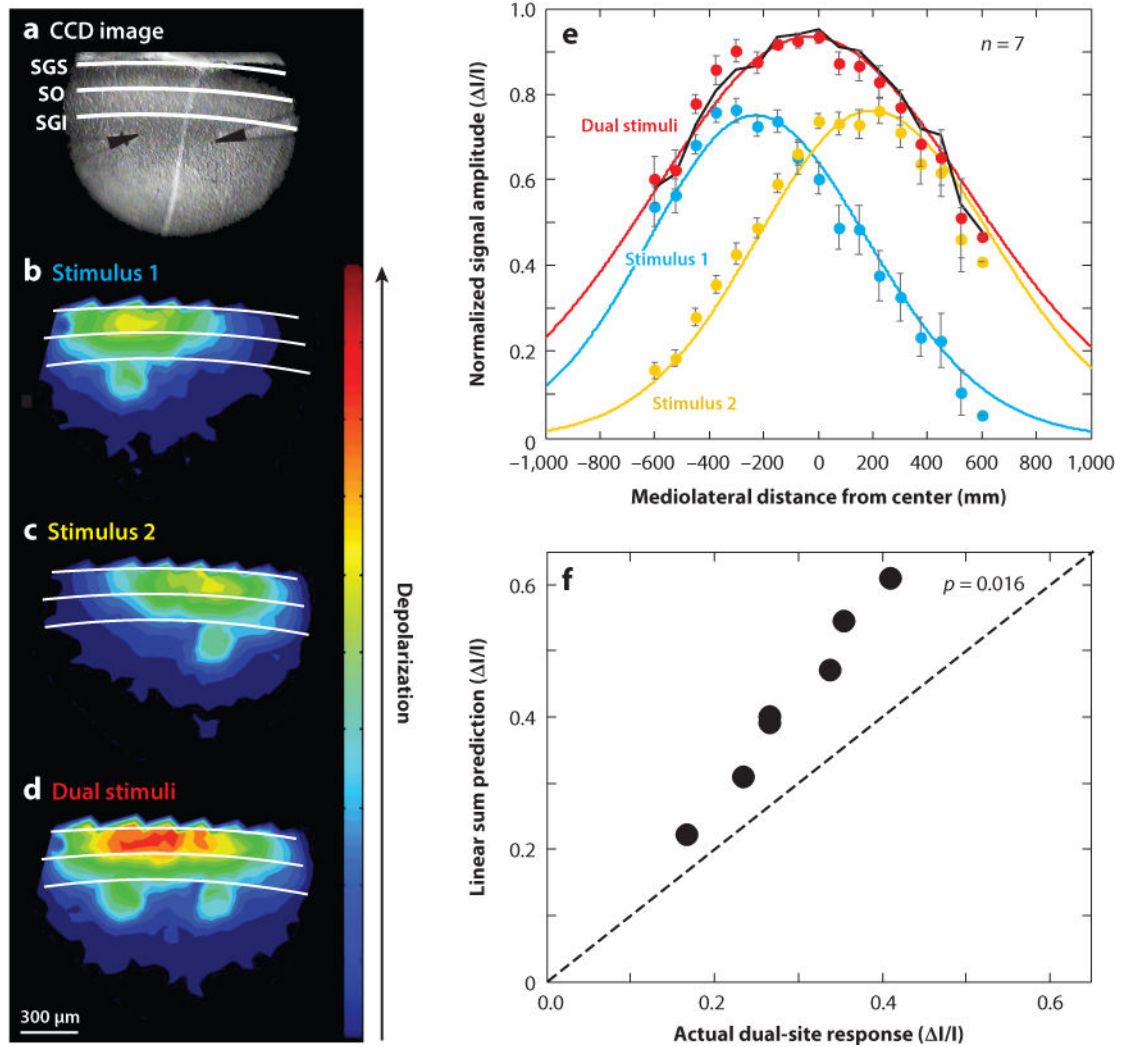 a CCD image
SGS
SO
SGI
b Stimulus 1
c Stimulus 2
d Dual stimuli
300 μm
Depolarization
e
n = 7
Dual stimuli
Stimulus 1
Stimulus 2
Normalized signal amplitude (ΔI/I)
1.0
0.8
0.6
0.4
0.2
0
–1,000 –800 –600 –400 –200 0 200 400 600 800 1,000
Mediolateral distance from center (mm)
f
p = 0.016
Linear sum prediction (ΔI/I)
0.6
0.4
0.2
0
0.0 0.2 0.4 0.6
Actual dual-site response (ΔI/I)